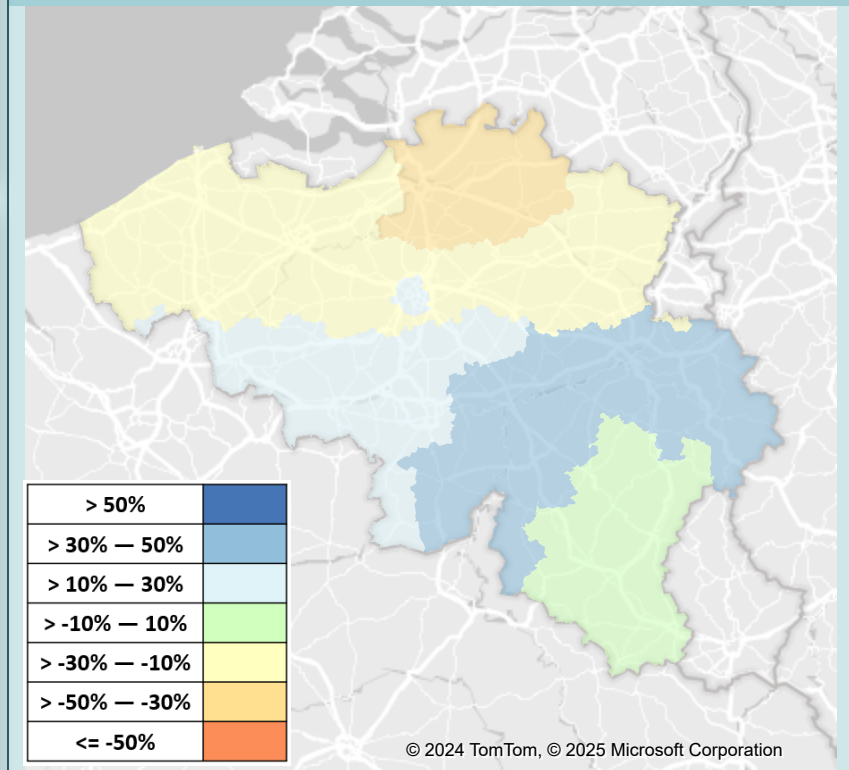 > 50%
> 30% — 50%
> 10% — 30%
> -10% — 10%
> -30% — -10%
> -50% — -30%
<= -50%
© 2024 TomTom, © 2025 Microsoft Corporation